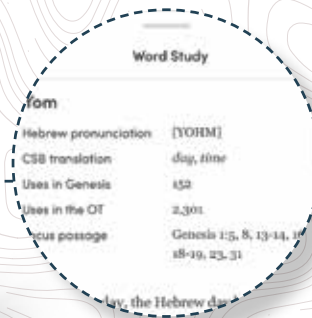 Word Study
Yom
Hebrew pronunciation [YOHM]
CSB translation day, time
Uses in Genesis 152
Uses in the OT 2,301
Focus passage Genesis 1:5, 8, 13-14,
18-19, 23, 31
day, the Hebrew